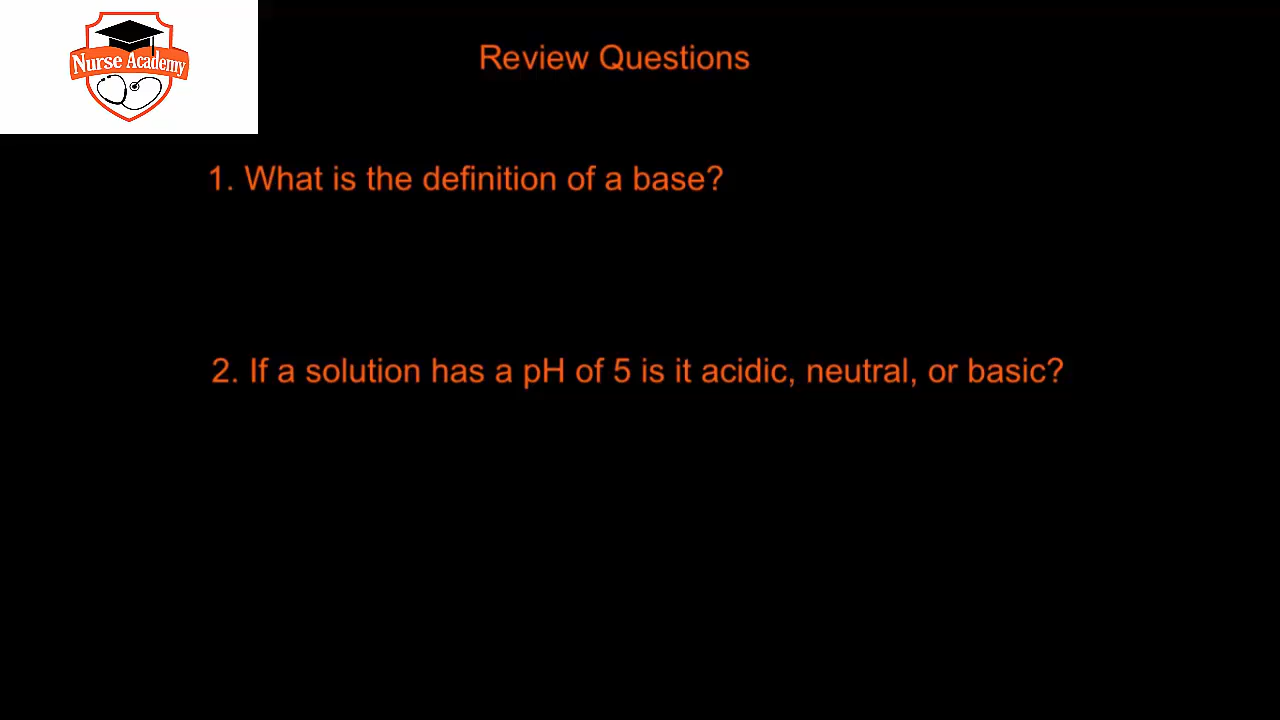 Nurse Academy
Review Questions
1. What is the definition of a base?
2. If a solution has a pH of 5 is it acidic, neutral, or basic?